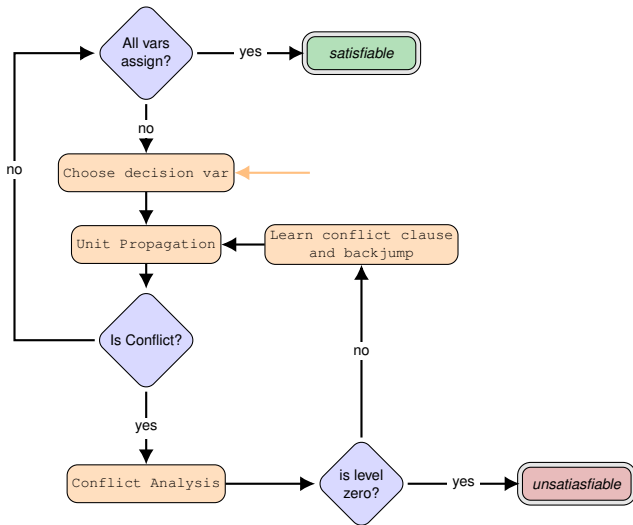 All vars
assign?
yes
satisfiable
no
no
Choose decision var
Unit Propagation
Learn conflict clause
and backjump
Is Conflict?
no
yes
Conflict Analysis
is level
zero?
yes
unsatiasfiable